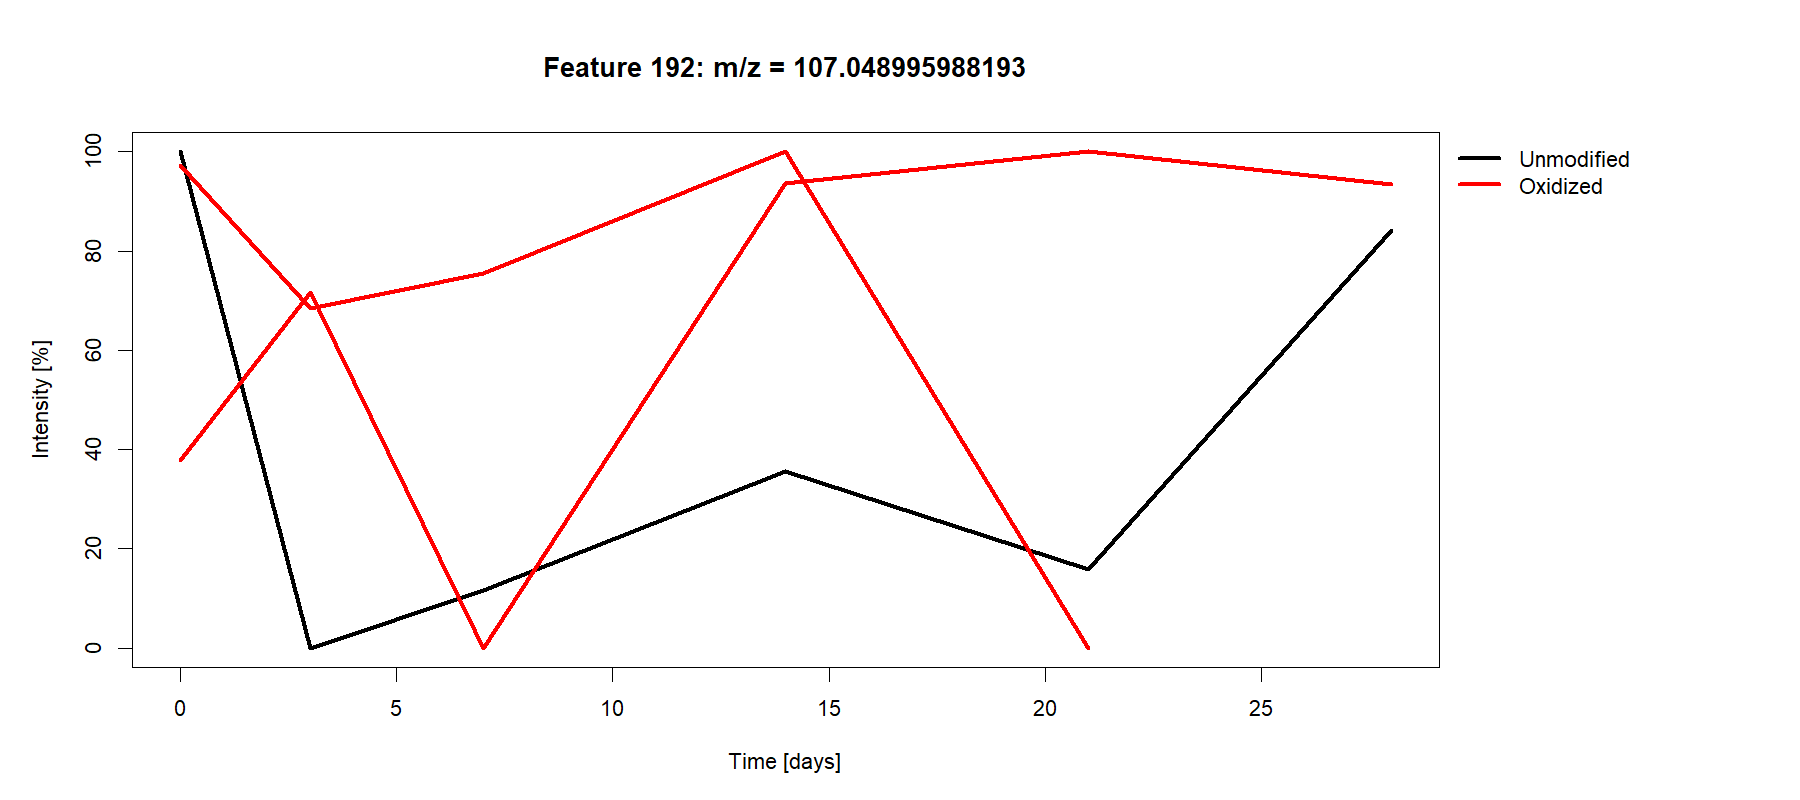 Feature 192: m/z = 107.048995988193
Unmodified
Oxidized
Intensity [%]
100
80
60
40
20
0
0 5 10 15 20 25
Time [days]